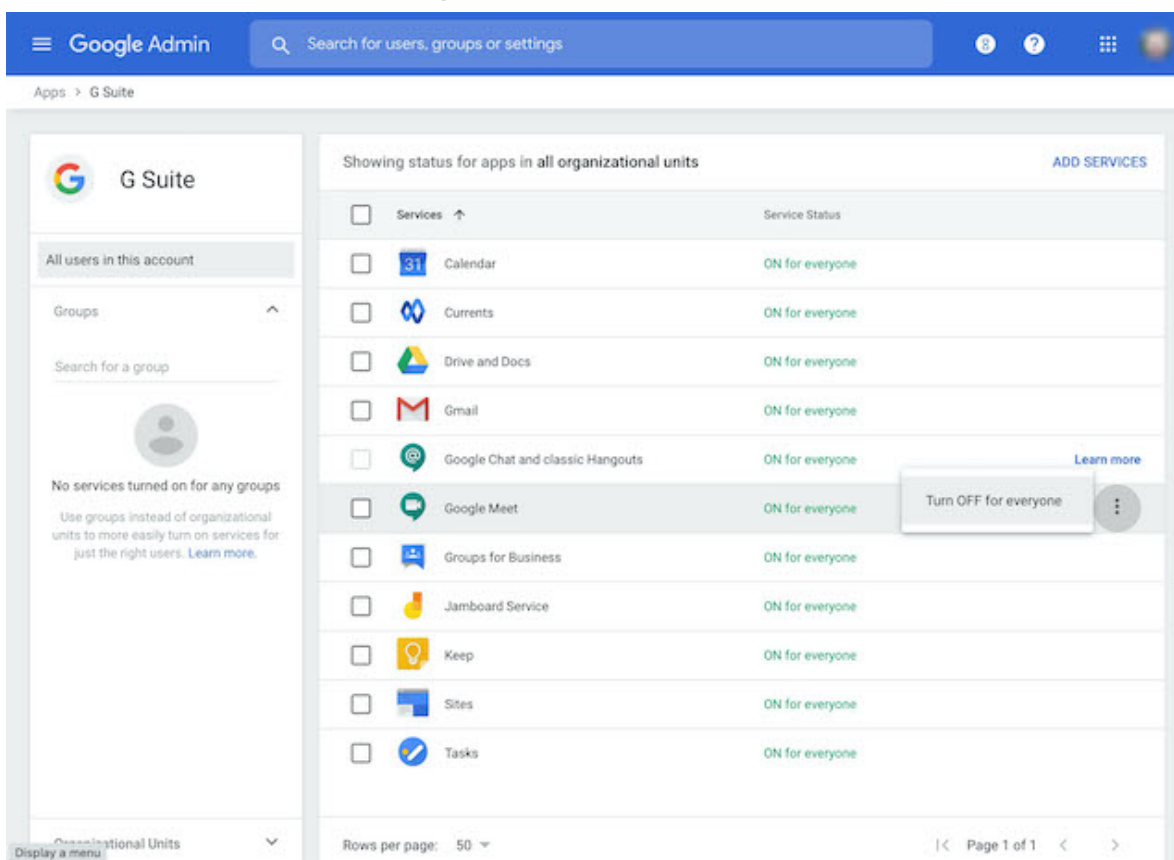 Google Admin
Search for users, groups or settings
Apps > G Suite
G Suite
All users in this account
Groups
Search for a group
No services turned on for any groups
Use groups instead of organizational
units to more easily turn on services for
just the right users. Learn more.
Organizational Units
Display a menu
Showing status for apps in all organizational units
ADD SERVICES
Services ↑ Service Status
31 Calendar ON for everyone
Currents ON for everyone
Drive and Docs ON for everyone
Gmail ON for everyone
Google Chat and classic Hangouts ON for everyone Learn more
Google Meet ON for everyone Turn OFF for everyone
Groups for Business ON for everyone
Jamboard Service ON for everyone
Keep ON for everyone
Sites ON for everyone
Tasks ON for everyone
Rows per page: 50 Page 1 of 1